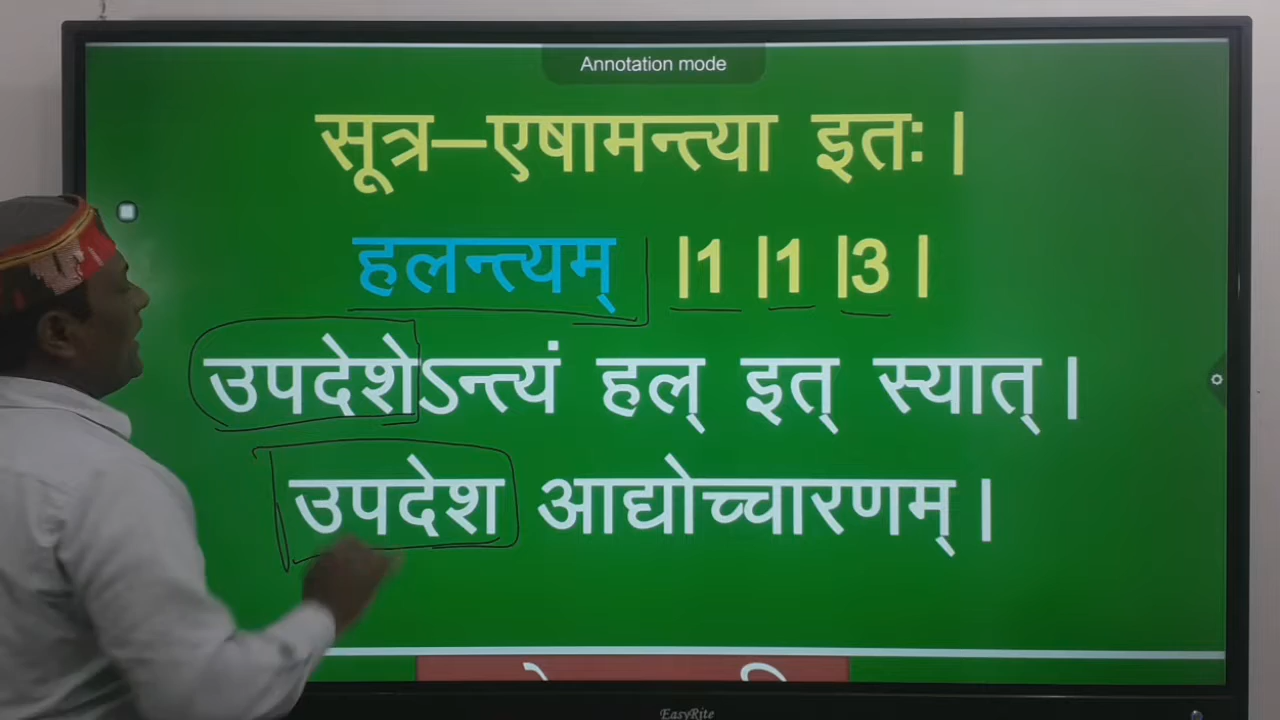 Annotation mode
सूत्र–एषामन्त्या इतः।
हलन्त्यम् |1 |1 |3 |
उपदेशेऽन्त्यं हल् इत् स्यात्।
उपदेश आद्योच्चारणम्।
EasyRite